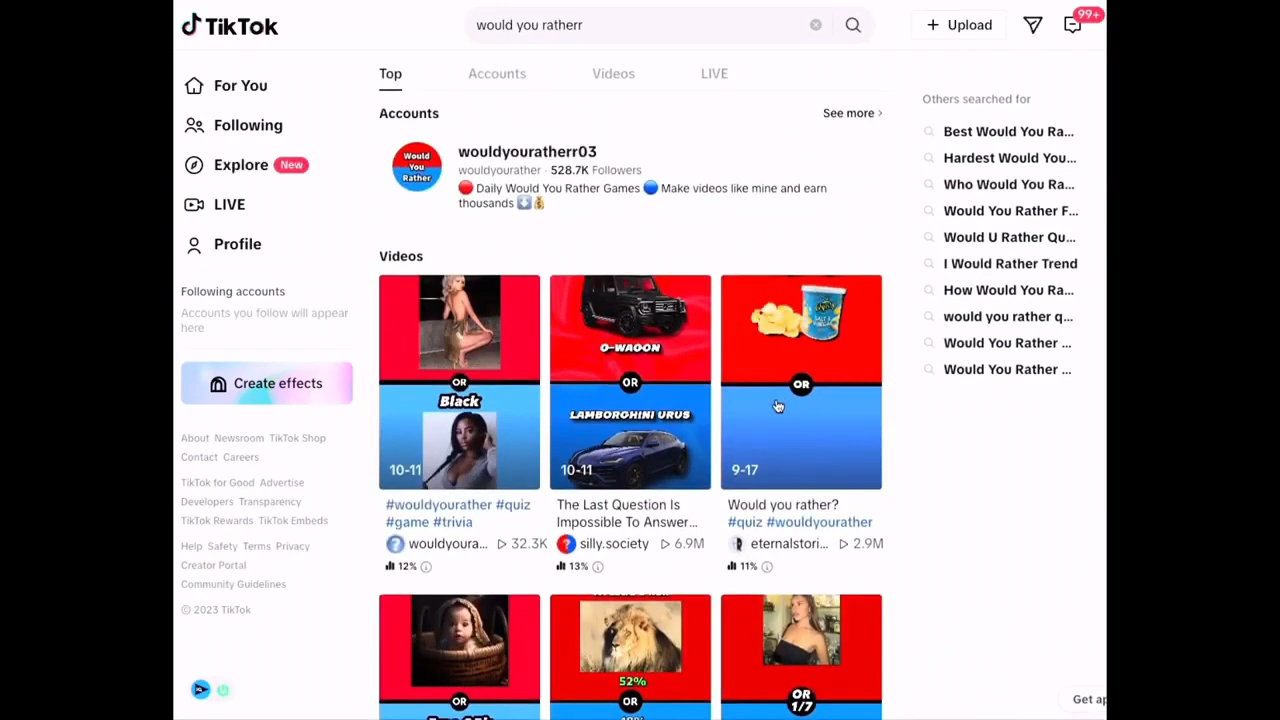 TikTok
would you ratherr
Upload
99+
For You
Following
Explore New
LIVE
Profile
Following accounts
Accounts you follow will appear
here
Create effects
About Newsroom TikTok Shop
Contact Careers
TikTok for Good Advertise
Developers Transparency
TikTok Rewards TikTok Embeds
Help Safety Terms Privacy
Creator Portal
Community Guidelines
© 2023 TikTok
Top Accounts Videos LIVE
Accounts
See more
Would
You
Rather
wouldyouratherr03
wouldyourather · 528.7K Followers
🔴 Daily Would You Rather Games 🔵 Make videos like mine and earn
thousands ⬇️💰
Videos
OR
Black
10-11
#wouldyourather #quiz
#game #trivia
wouldyoura... 32.3K
12%
G-WAGON
OR
LAMBORGHINI URUS
10-11
The Last Question Is
Impossible To Answer...
silly.society 6.9M
13%
OR
9-17
Would you rather?
#quiz #wouldyourather
eternalstori... 2.9M
11%
OR
52%
OR
OR
1/7
Others searched for
Best Would You Ra...
Hardest Would You...
Who Would You Ra...
Would You Rather F...
Would U Rather Qu...
I Would Rather Trend
How Would You Ra...
would you rather q...
Would You Rather ...
Would You Rather ...
Get ap